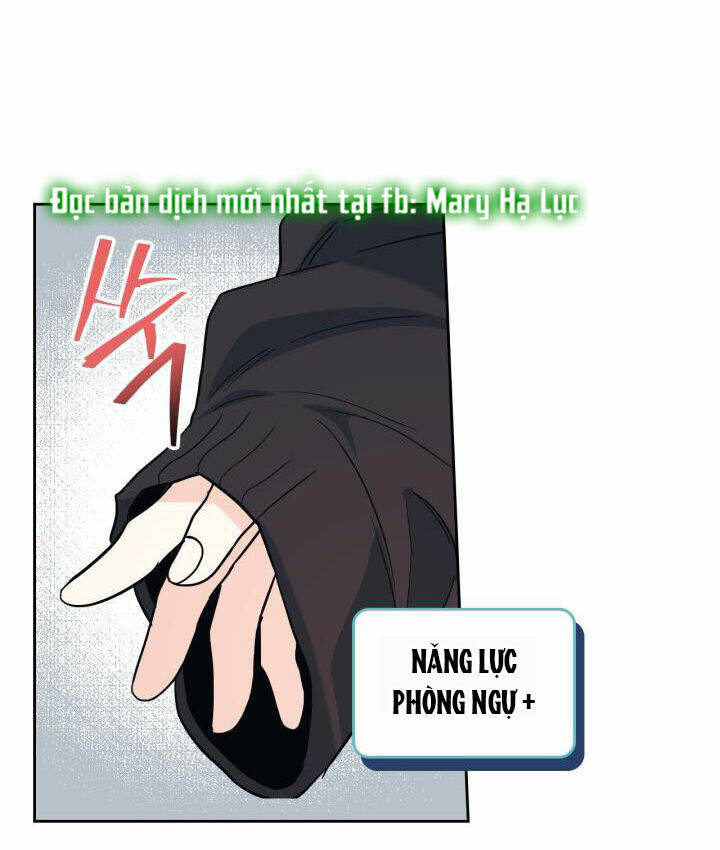 Đọc bản dịch mới nhất tại fb: Mary Hạ Lục
NĂNG LỰC
PHÒNG NGỰ +